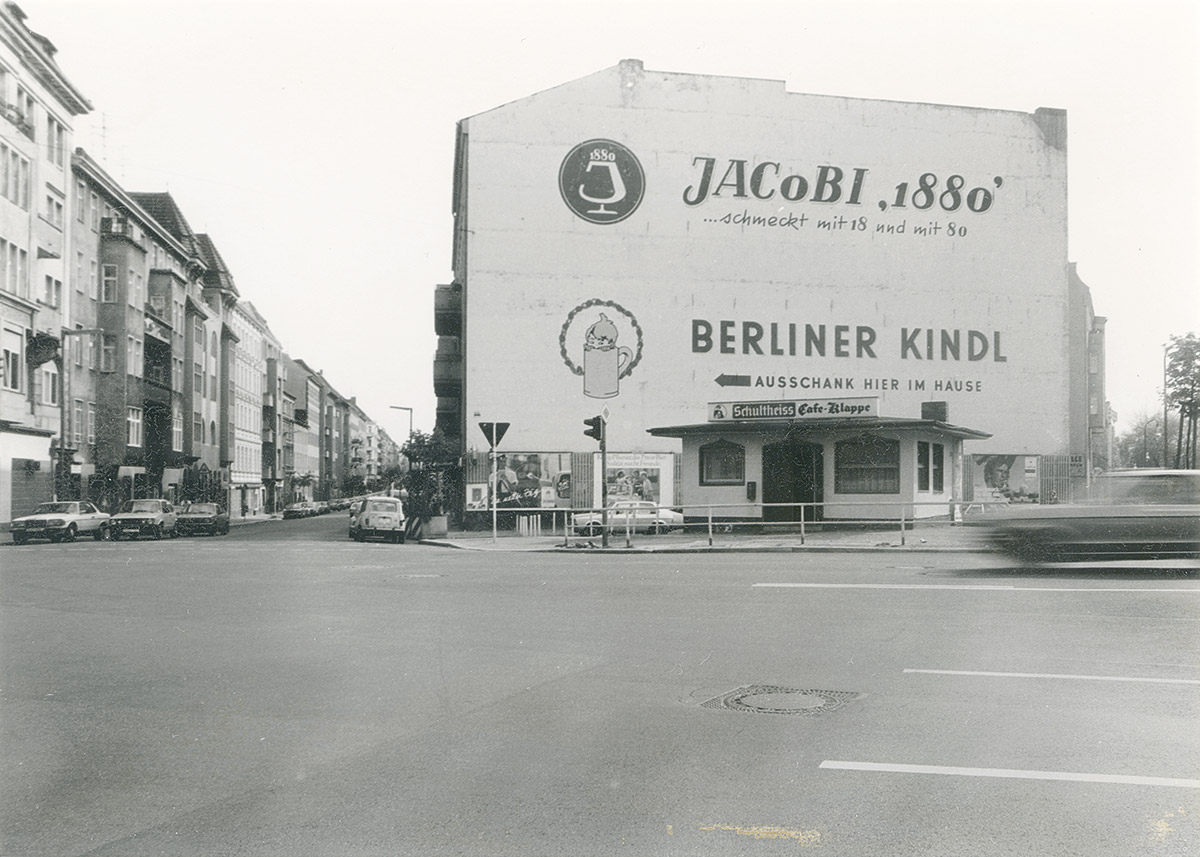 1880
JACoBI ‚1880’
...schmeckt mit 18 und mit 80
BERLINER KINDL
AUSSCHANK HIER IM HAUSE
Schultheiss Cafe-Klappe